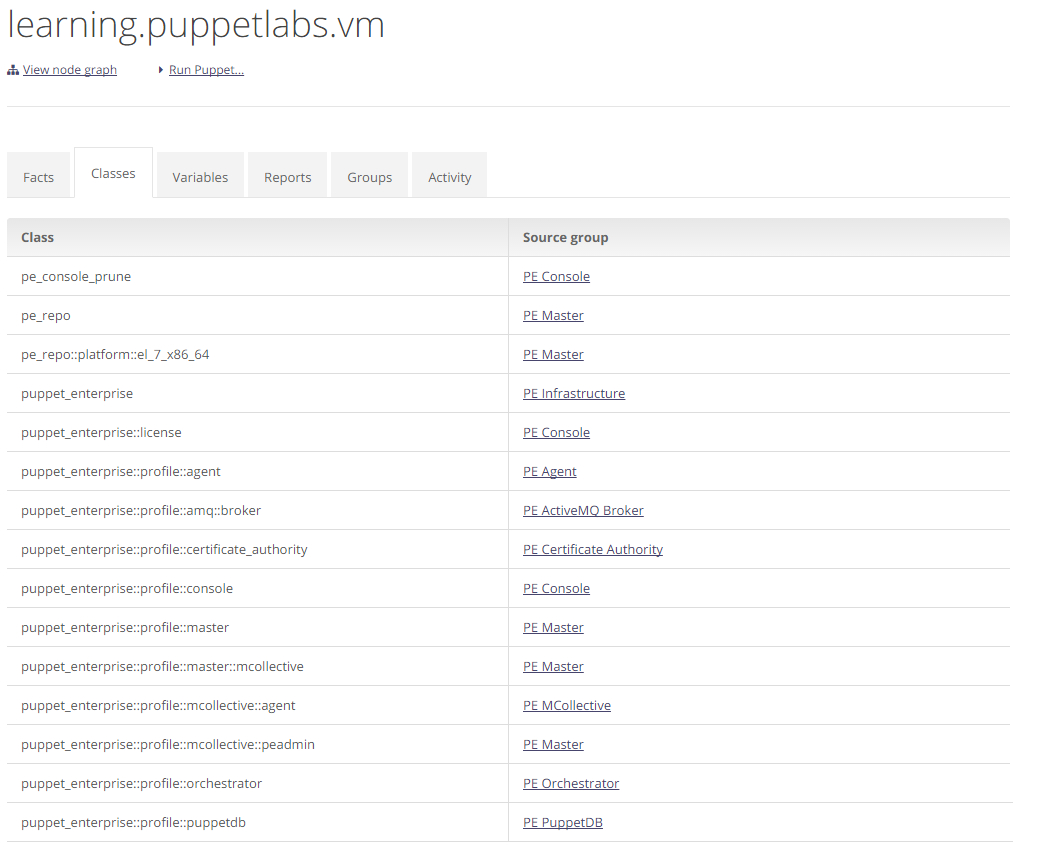 learning.puppetlabs.vm
View node graph Run Puppet...
Facts Classes Variables Reports Groups Activity
Class Source group
pe_console_prune PE Console
pe_repo PE Master
pe_repo::platform::el_7_x86_64 PE Master
puppet_enterprise PE Infrastructure
puppet_enterprise::license PE Console
puppet_enterprise::profile::agent PE Agent
puppet_enterprise::profile::amq::broker PE ActiveMQ Broker
puppet_enterprise::profile::certificate_authority PE Certificate Authority
puppet_enterprise::profile::console PE Console
puppet_enterprise::profile::master PE Master
puppet_enterprise::profile::master::mcollective PE Master
puppet_enterprise::profile::mcollective::agent PE MCollective
puppet_enterprise::profile::mcollective::peadmin PE Master
puppet_enterprise::profile::orchestrator PE Orchestrator
puppet_enterprise::profile::puppetdb PE PuppetDB